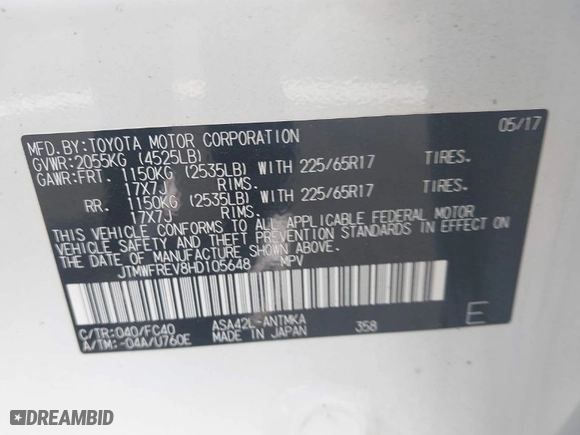 MFD.BY:TOYOTA MOTOR CORPORATION 05/17
GVWR:2055KG (4525LB)
GAWR:FRT. 1150KG (2535LB) WITH 225/65R17 TIRES.
17X7J RIMS.
RR. 1150KG (2535LB) WITH 225/65R17 TIRES.
17X7J RIMS.
THIS VEHICLE CONFORMS TO ALL APPLICABLE FEDERAL MOTOR
VEHICLE SAFETY AND THEFT PREVENTION STANDARDS IN EFFECT ON
THE DATE OF MANUFACTURE SHOWN ABOVE.
JTMWFREV8HD105648 MPV
C/TR:040/FC40 ASA42L-ANTMKA 358 E
A/TM:-04A/U760E MADE IN JAPAN
DREAMBID